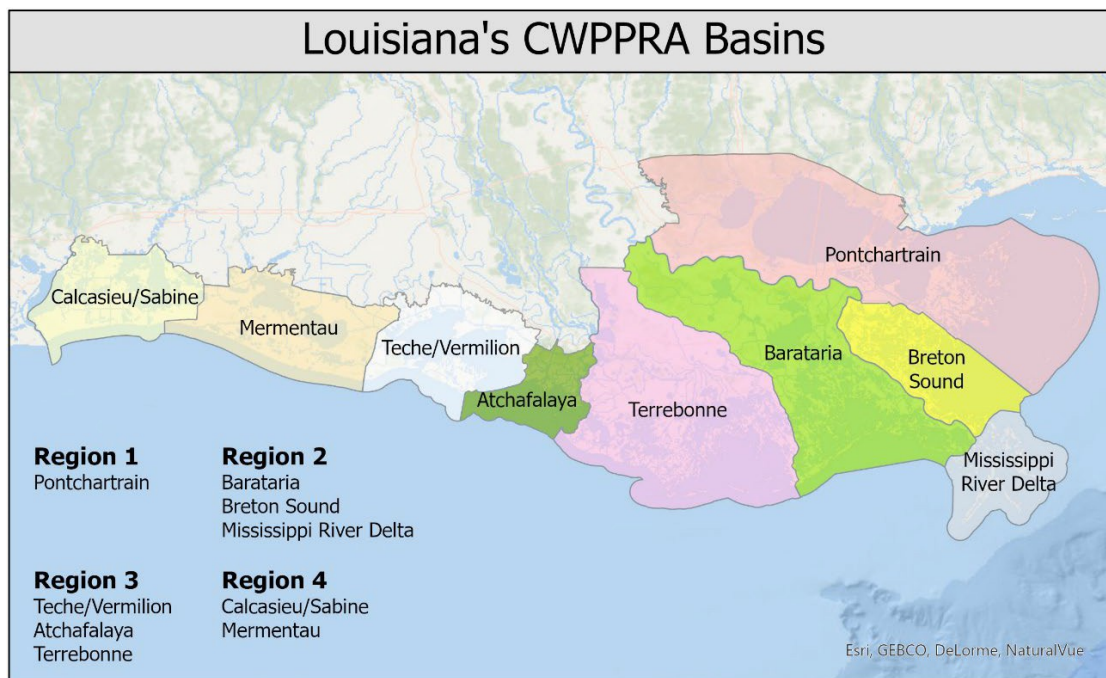 Louisiana's CWPPRA Basins
Pontchartrain
Calcasieu/Sabine
Mermentau
Teche/Vermilion
Barataria
Breton
Sound
Atchafalaya
Terrebonne
Mississippi
River Delta
Region 1
Pontchartrain
Region 2
Barataria
Breton Sound
Mississippi River Delta
Region 3
Teche/Vermilion
Atchafalaya
Terrebonne
Region 4
Calcasieu/Sabine
Mermentau
Esri, GEBCO, DeLorme, NaturalVue